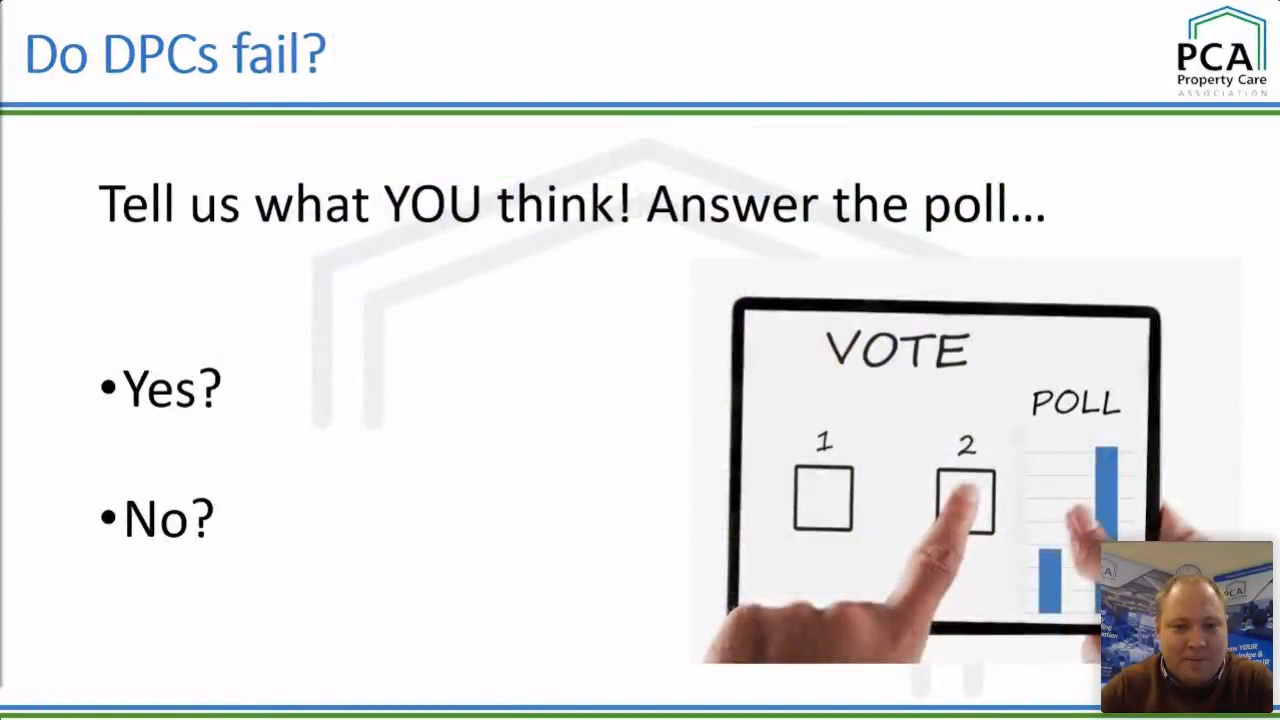 Do DPCs fail?
PCA
Property Care
ASSOCIATION
Tell us what YOU think! Answer the poll...
•Yes?
•No?
VOTE
POLL
1
2
PCA